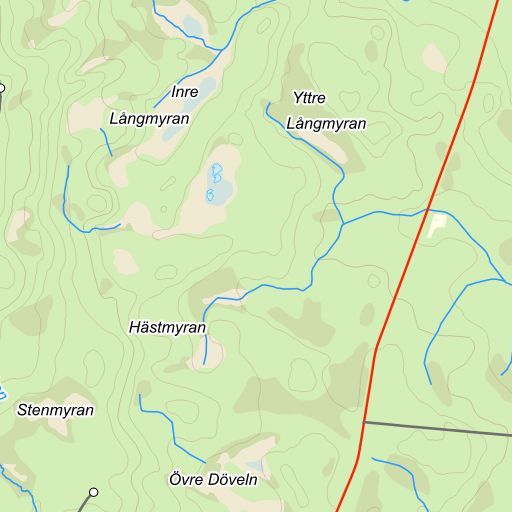 Inre
Långmyran
Yttre
Långmyran
Hästmyran
Stenmyran
Övre Döveln